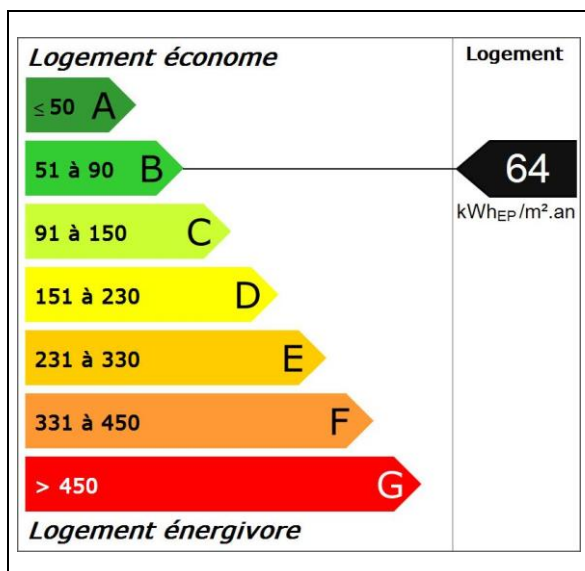 Logement économe
Logement
≤ 50 A
51 à 90 B
64
kWhEP/m².an
91 à 150 C
151 à 230 D
231 à 330 E
331 à 450 F
> 450 G
Logement énergivore